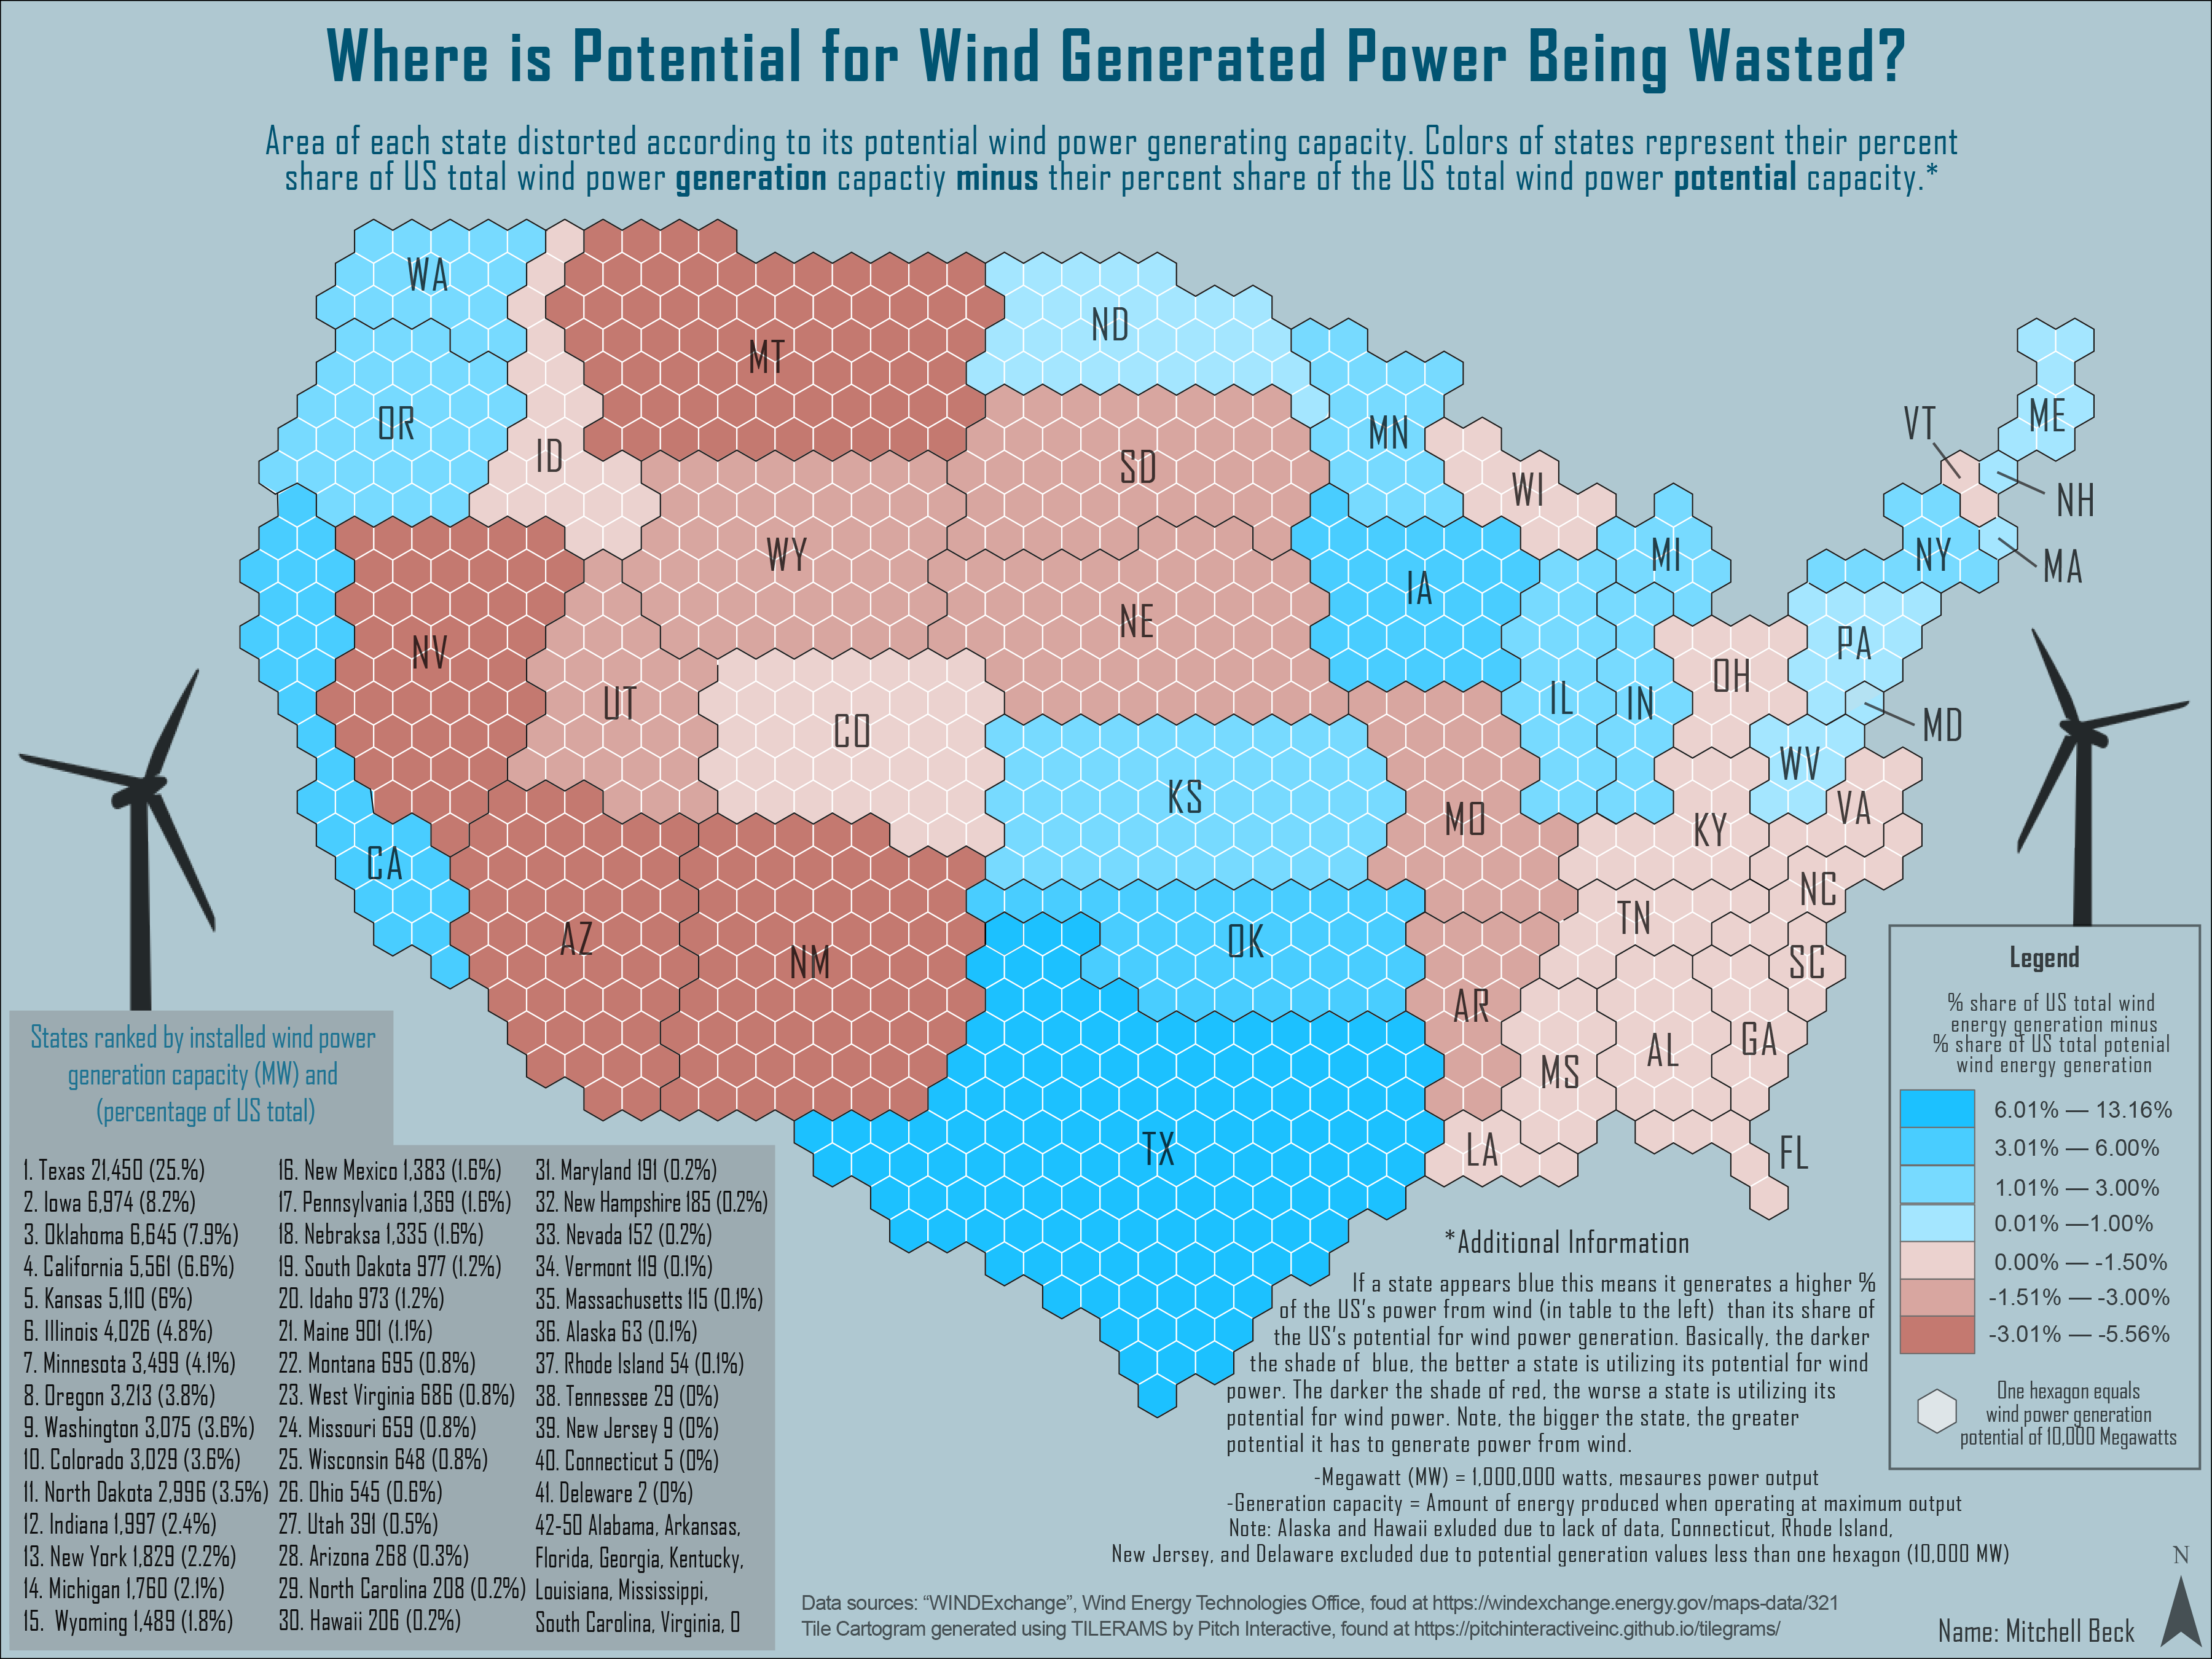 Where is Potential for Wind Generated Power Being Wasted?
Area of each state distorted according to its potential wind power generating capacity. Colors of states represent their percent
share of US total wind power generation capactiy minus their percent share of the US total wind power potential capacity.*
WA
MT
ND
OR
ID
SD
MN
WI
VT
ME
NH
MA
NY
MI
WY
IA
NE
NV
UT
CO
PA
OH
IL
IN
MD
WV
KS
MO
VA
KY
CA
NC
TN
AZ
NM
OK
SC
AR
GA
AL
MS
TX
LA
FL
Legend
% share of US total wind
energy generation minus
% share of US total potenial
wind energy generation
6.01% — 13.16%
3.01% — 6.00%
1.01% — 3.00%
0.01% —1.00%
0.00% — -1.50%
-1.51% — -3.00%
-3.01% — -5.56%
One hexagon equals
wind power generation
potential of 10,000 Megawatts
States ranked by installed wind power
generation capacity (MW) and
(percentage of US total)
1. Texas 21,450 (25.%)
2. Iowa 6,974 (8.2%)
3. Oklahoma 6,645 (7.9%)
4. California 5,561 (6.6%)
5. Kansas 5,110 (6%)
6. Illinois 4,026 (4.8%)
7. Minnesota 3,499 (4.1%)
8. Oregon 3,213 (3.8%)
9. Washington 3,075 (3.6%)
10. Colorado 3,029 (3.6%)
11. North Dakota 2,996 (3.5%)
12. Indiana 1,997 (2.4%)
13. New York 1,829 (2.2%)
14. Michigan 1,760 (2.1%)
15. Wyoming 1,489 (1.8%)
16. New Mexico 1,383 (1.6%)
17. Pennsylvania 1,369 (1.6%)
18. Nebraksa 1,335 (1.6%)
19. South Dakota 977 (1.2%)
20. Idaho 973 (1.2%)
21. Maine 901 (1.1%)
22. Montana 695 (0.8%)
23. West Virginia 686 (0.8%)
24. Missouri 659 (0.8%)
25. Wisconsin 648 (0.8%)
26. Ohio 545 (0.6%)
27. Utah 391 (0.5%)
28. Arizona 268 (0.3%)
29. North Carolina 208 (0.2%)
30. Hawaii 206 (0.2%)
31. Maryland 191 (0.2%)
32. New Hampshire 185 (0.2%)
33. Nevada 152 (0.2%)
34. Vermont 119 (0.1%)
35. Massachusetts 115 (0.1%)
36. Alaska 63 (0.1%)
37. Rhode Island 54 (0.1%)
38. Tennessee 29 (0%)
39. New Jersey 9 (0%)
40. Connecticut 5 (0%)
41. Deleware 2 (0%)
42-50 Alabama, Arkansas,
Florida, Georgia, Kentucky,
Louisiana, Mississippi,
South Carolina, Virginia, 0
*Additional Information
If a state appears blue this means it generates a higher %
of the US's power from wind (in table to the left) than its share of
the US's potential for wind power generation. Basically, the darker
the shade of blue, the better a state is utilizing its potential for wind
power. The darker the shade of red, the worse a state is utilizing its
potential for wind power. Note, the bigger the state, the greater
potential it has to generate power from wind.
-Megawatt (MW) = 1,000,000 watts, mesaures power output
-Generation capacity = Amount of energy produced when operating at maximum output
Note: Alaska and Hawaii exluded due to lack of data, Connecticut, Rhode Island,
New Jersey, and Delaware excluded due to potential generation values less than one hexagon (10,000 MW)
Data sources: “WINDExchange”, Wind Energy Technologies Office, foud at https://windexchange.energy.gov/maps-data/321
Tile Cartogram generated using TILERAMS by Pitch Interactive, found at https://pitchinteractiveinc.github.io/tilegrams/
N
Name: Mitchell Beck